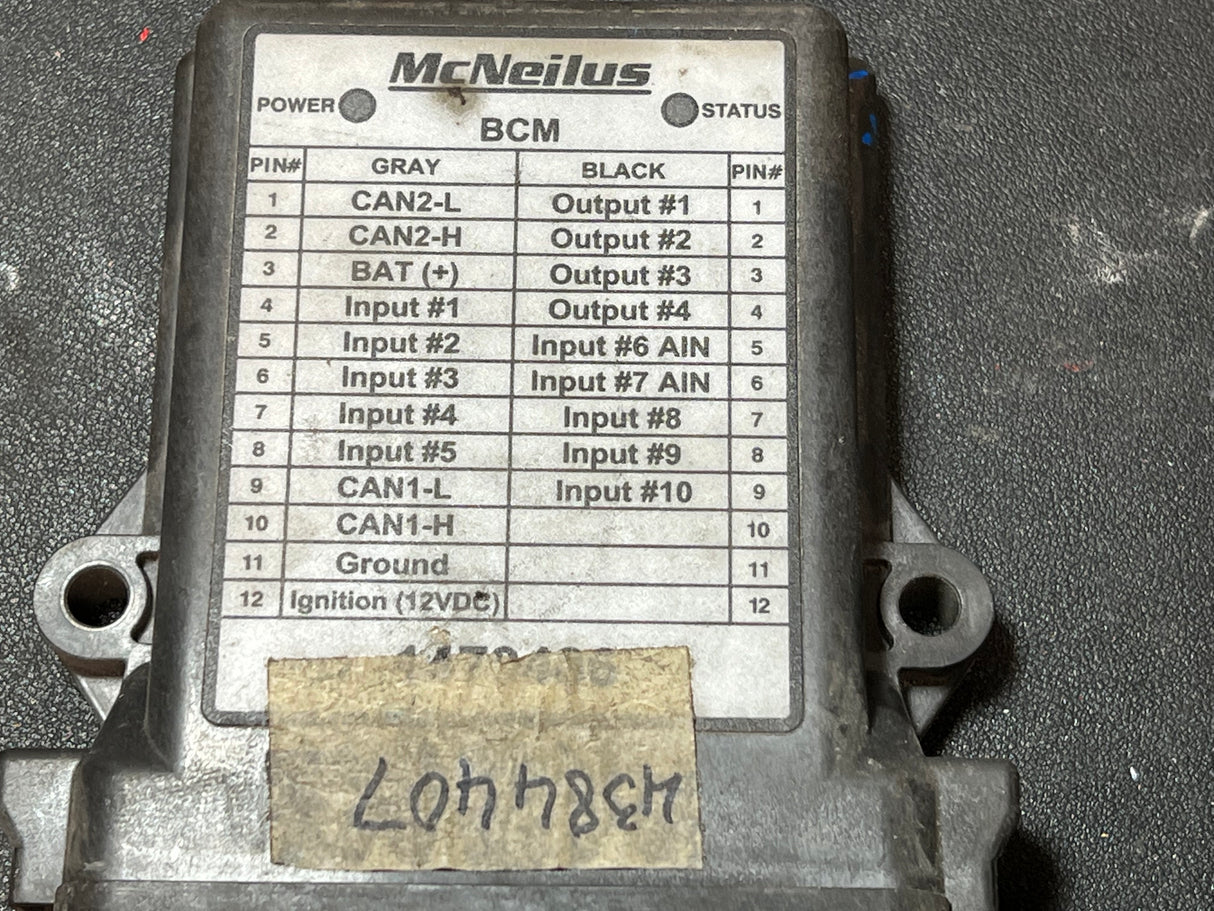 McNeilus
POWER STATUS
BCM
PIN# GRAY BLACK PIN#
1 CAN2-L Output #1 1
2 CAN2-H Output #2 2
3 BAT (+) Output #3 3
4 Input #1 Output #4 4
5 Input #2 Input #6 AIN 5
6 Input #3 Input #7 AIN 6
7 Input #4 Input #8 7
8 Input #5 Input #9 8
9 CAN1-L Input #10 9
10 CAN1-H 10
11 Ground 11
12 Ignition (12VDC) 12
4384407